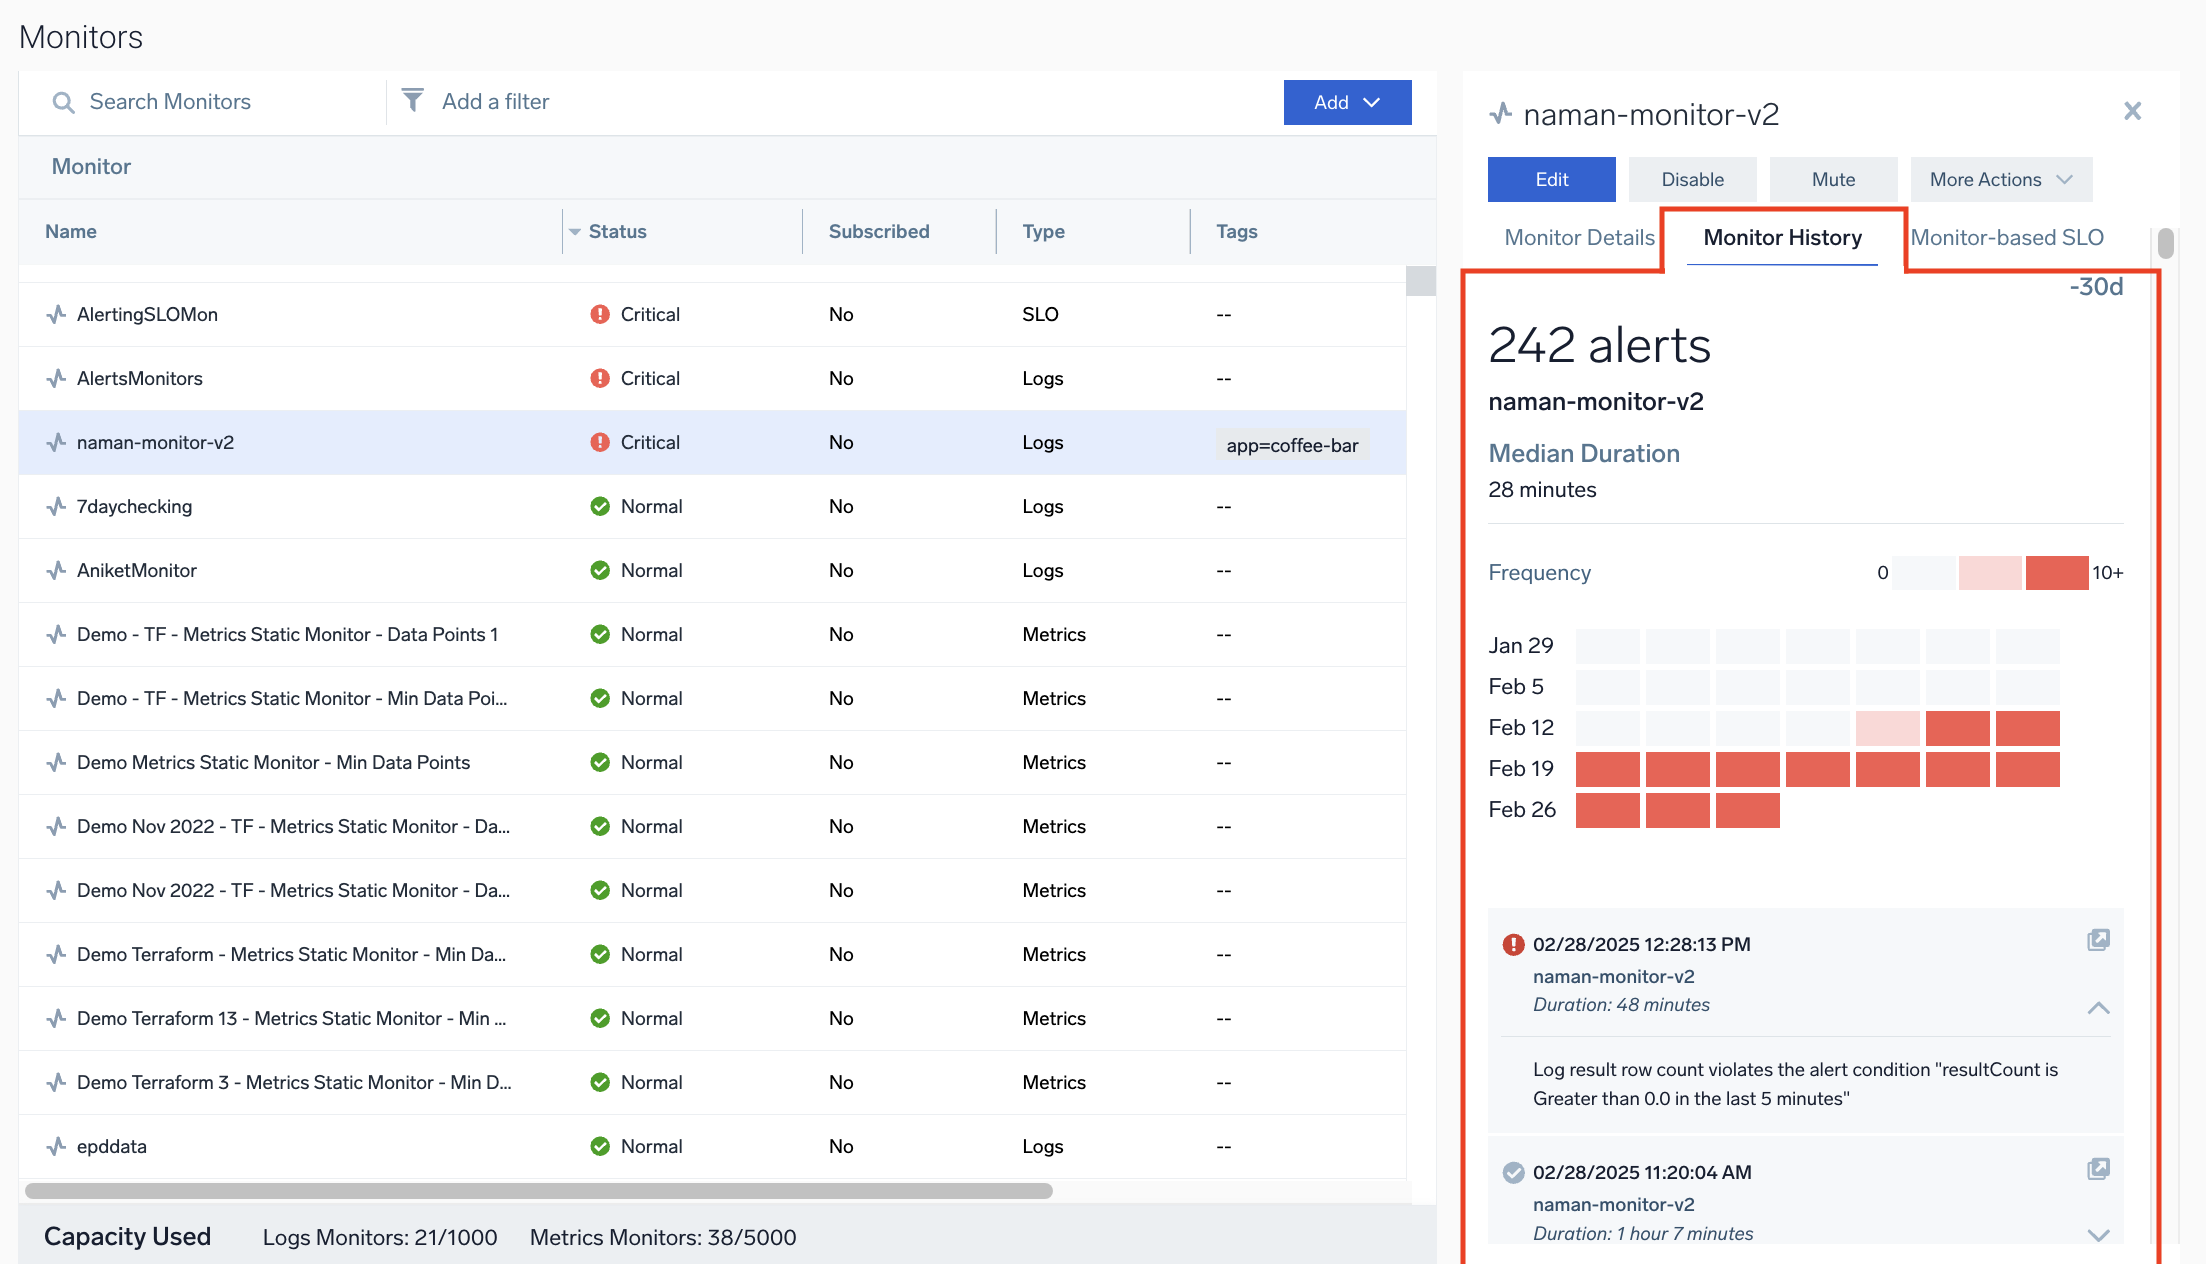 Monitors
Search Monitors
Add a filter
Add
Monitor
Name Status Subscribed Type Tags
AlertingSLOMon Critical No SLO --
AlertsMonitors Critical No Logs --
naman-monitor-v2 Critical No Logs app=coffee-bar
7daychecking Normal No Logs --
AniketMonitor Normal No Logs --
Demo - TF - Metrics Static Monitor - Data Points 1 Normal No Metrics --
Demo - TF - Metrics Static Monitor - Min Data Poi... Normal No Metrics --
Demo Metrics Static Monitor - Min Data Points Normal No Metrics --
Demo Nov 2022 - TF - Metrics Static Monitor - Da... Normal No Metrics --
Demo Nov 2022 - TF - Metrics Static Monitor - Da... Normal No Metrics --
Demo Terraform - Metrics Static Monitor - Min Da... Normal No Metrics --
Demo Terraform 13 - Metrics Static Monitor - Min ... Normal No Metrics --
Demo Terraform 3 - Metrics Static Monitor - Min D... Normal No Metrics --
epddata Normal No Logs --
Capacity Used Logs Monitors: 21/1000 Metrics Monitors: 38/5000
naman-monitor-v2
Edit Disable Mute More Actions
Monitor Details Monitor History Monitor-based SLO
-30d
242 alerts
naman-monitor-v2
Median Duration
28 minutes
Frequency 0 10+
Jan 29
Feb 5
Feb 12
Feb 19
Feb 26
02/28/2025 12:28:13 PM
naman-monitor-v2
Duration: 48 minutes
Log result row count violates the alert condition "resultCount is
Greater than 0.0 in the last 5 minutes"
02/28/2025 11:20:04 AM
naman-monitor-v2
Duration: 1 hour 7 minutes